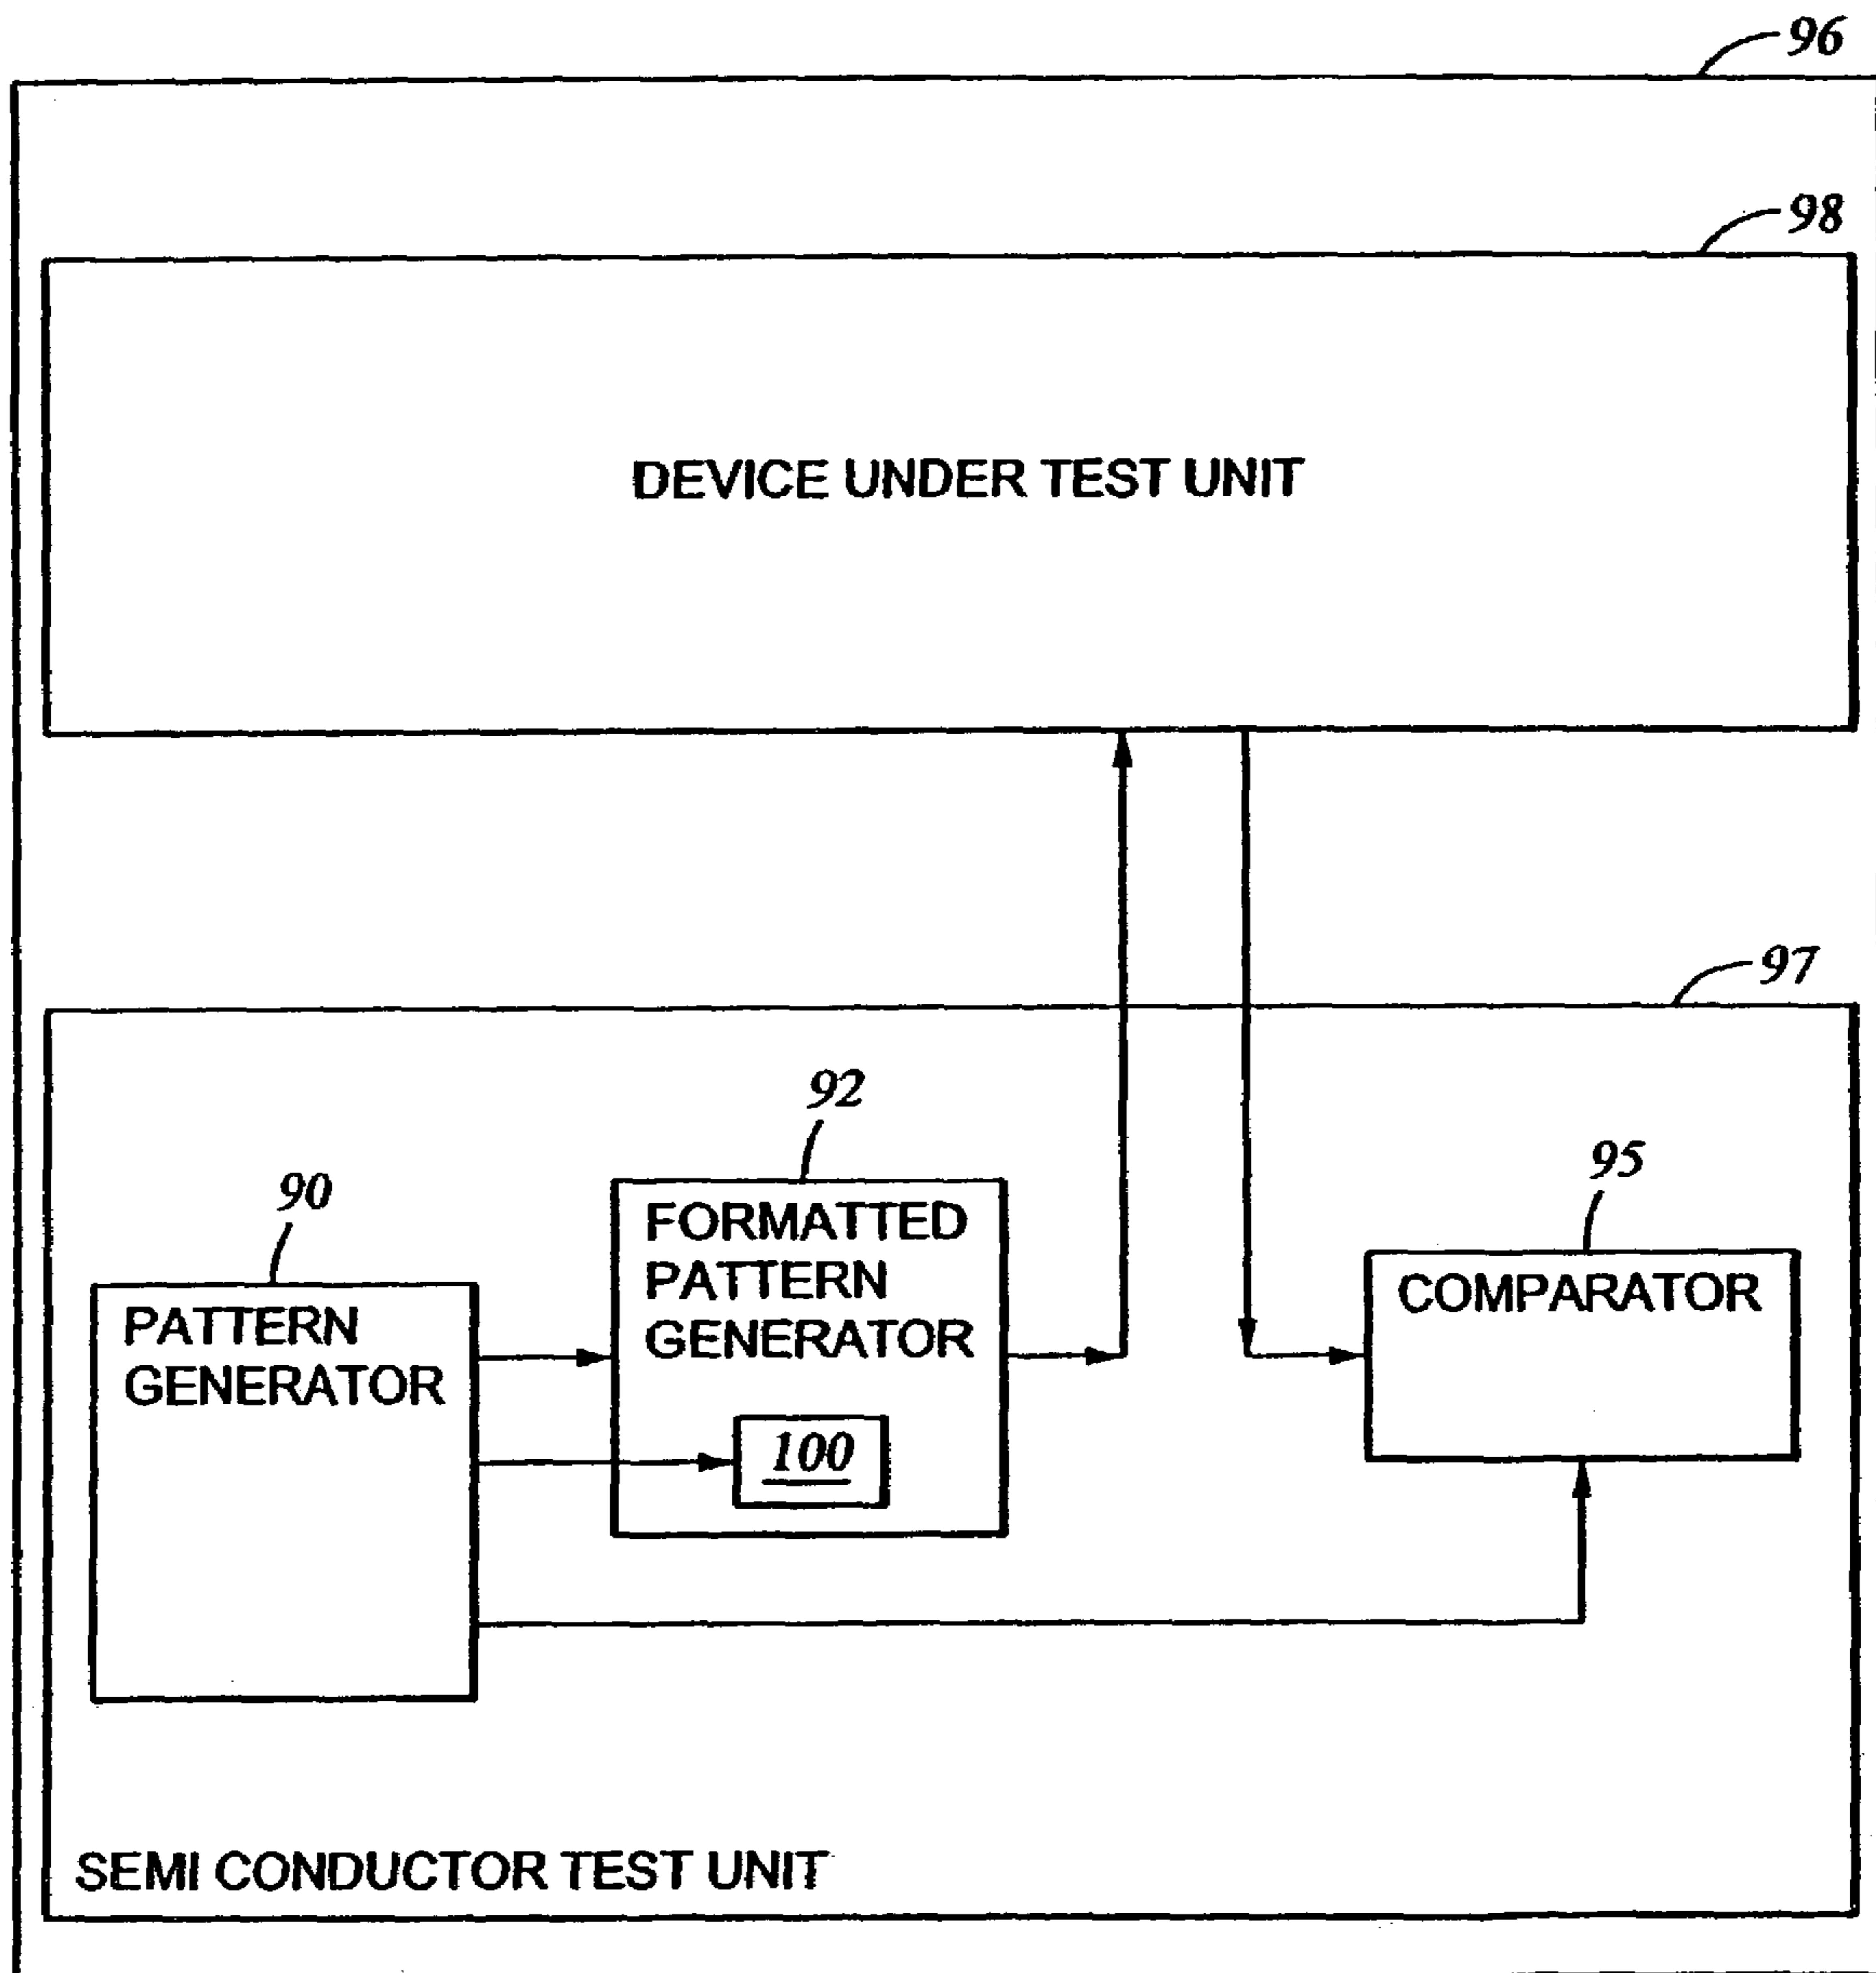 96
98
DEVICE UNDER TEST UNIT
97
92
90
95
FORMATTED
PATTERN
GENERATOR
COMPARATOR
PATTERN
GENERATOR
100
SEMI CONDUCTOR TEST UNIT